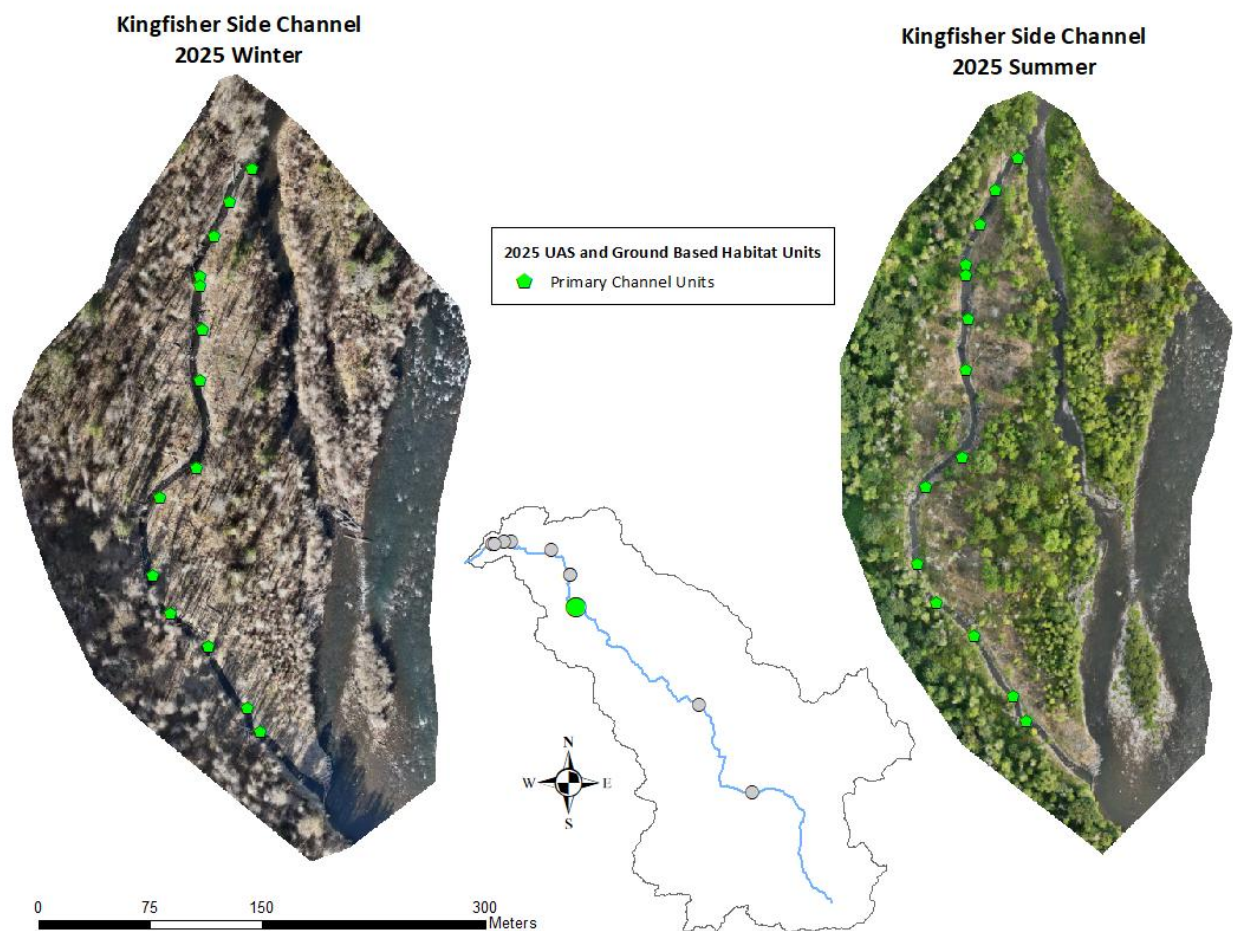 Kingfisher Side Channel
2025 Winter
Kingfisher Side Channel
2025 Summer
2025 UAS and Ground Based Habitat Units
Primary Channel Units
N
W E
S
0 75 150 300
Meters